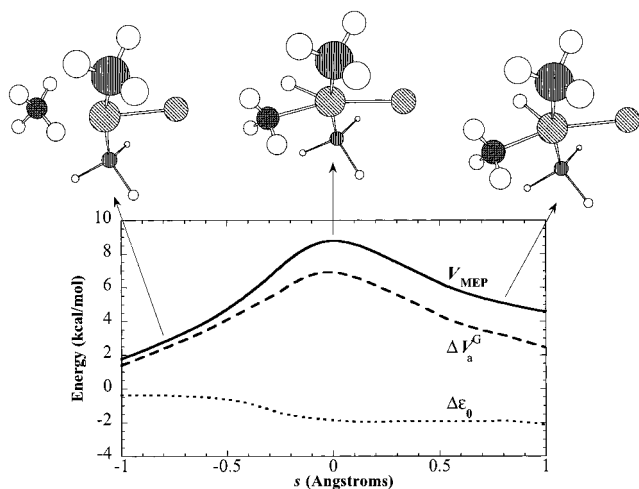 10
8
6
4
2
0
-2
-4
Energy (kcal/mol)
V_MEP
Δ V_a^G
Δε_0
-1
-0.5
0
0.5
1
s (Angstroms)